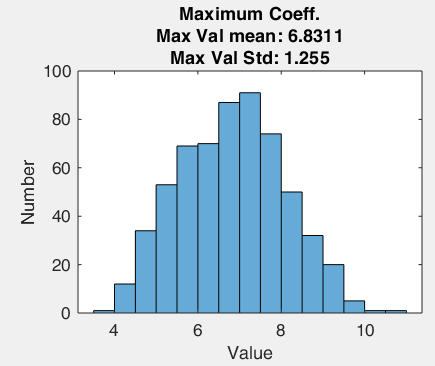 Maximum Coeff.
Max Val mean: 6.8311
Max Val Std: 1.255
100
80
60
40
20
0
Number
4 6 8 10
Value